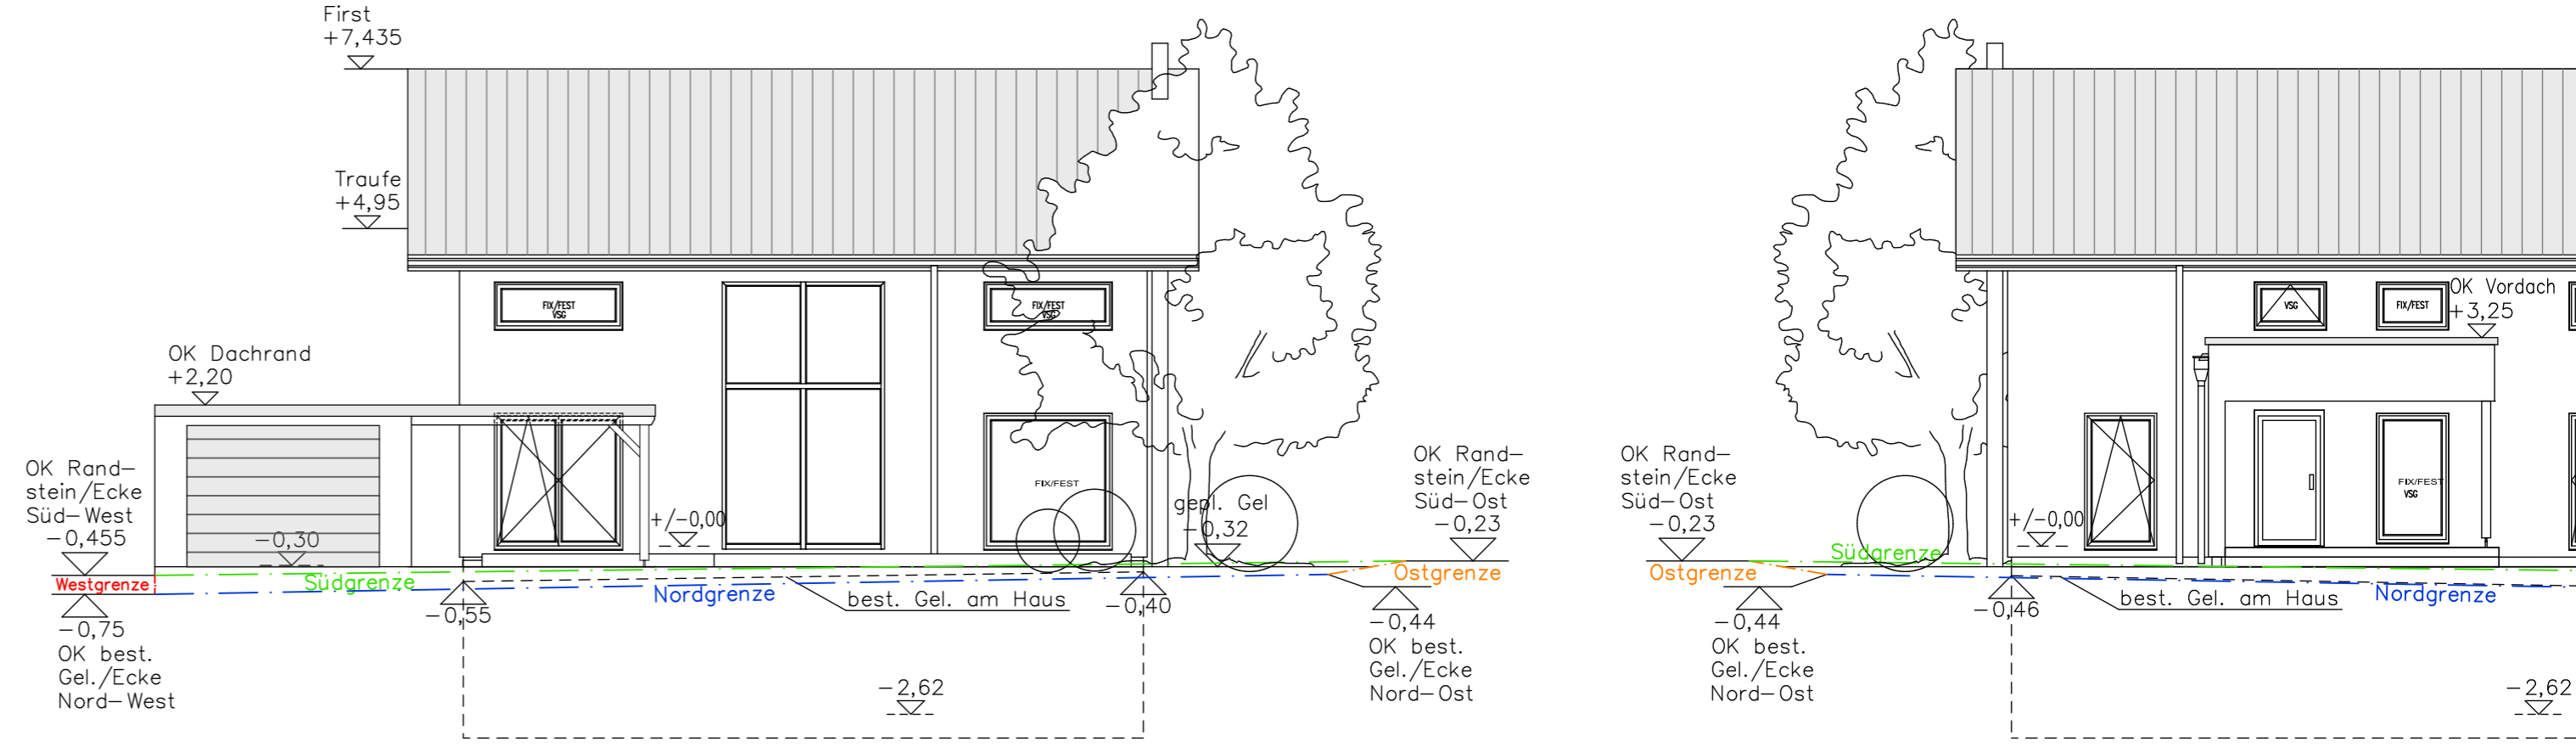 First
+7,435
Traufe
+4,95
OK Dachrand
+2,20
OK Rand–
stein/Ecke
Süd–West
–0,455
Westgrenze
–0,75
OK best.
Gel./Ecke
Nord–West
–0,30
Südgrenze
–0,55
FIX/FEST
VSG
+/–0,00
Nordgrenze
best. Gel. am Haus
–2,62
FIX/FEST
VSG
FIX/FEST
gepl. Gel
–0,32
–0,40
OK Rand–
stein/Ecke
Süd–Ost
–0,23
Ostgrenze
–0,44
OK best.
Gel./Ecke
Nord–Ost
OK Rand–
stein/Ecke
Süd–Ost
–0,23
Ostgrenze
–0,44
OK best.
Gel./Ecke
Nord–Ost
Südgrenze
–0,46
+/–0,00
VSG
FIX/FEST
OK Vordach
+3,25
FIX/FEST
VSG
best. Gel. am Haus
Nordgrenze
–2,62